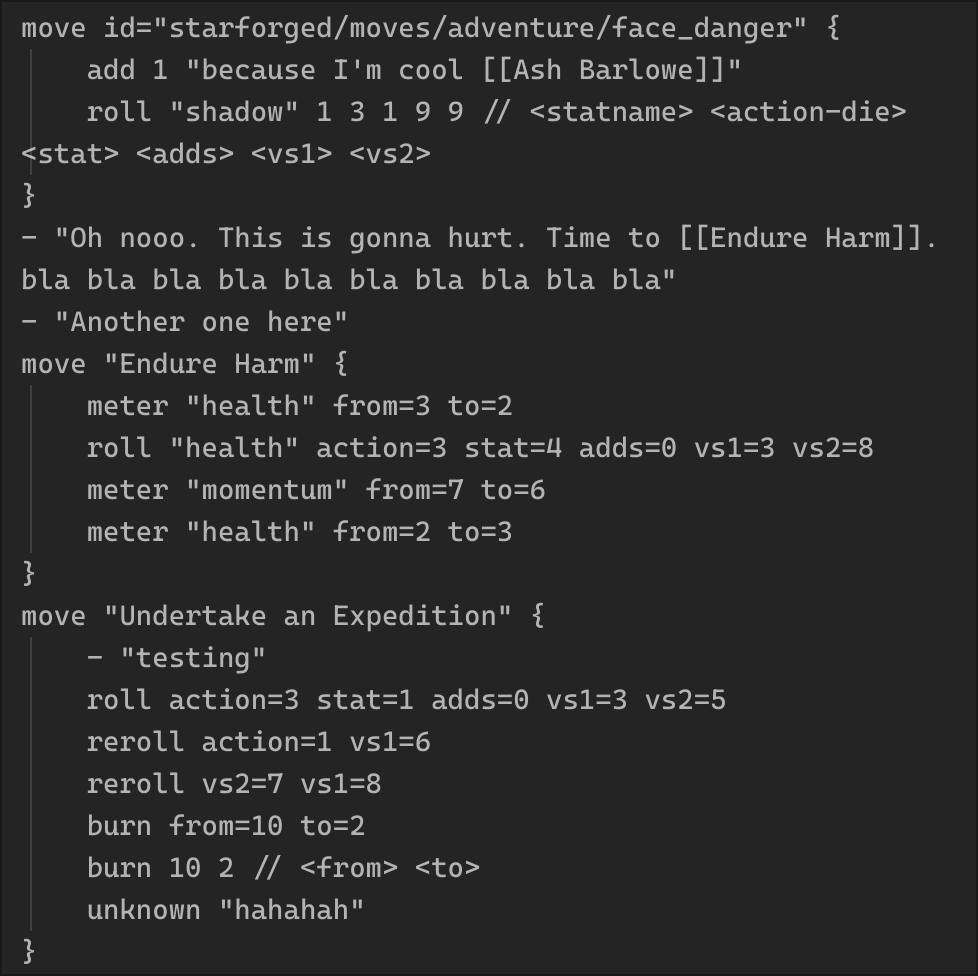 move id="starforged/moves/adventure/face_danger" {
    add 1 "because I'm cool [[Ash Barlowe]]"
    roll "shadow" 1 3 1 9 9 // <statname> <action-die>
<stat> <adds> <vs1> <vs2>
}
- "Oh nooo. This is gonna hurt. Time to [[Endure Harm]].
bla bla bla bla bla bla bla bla bla bla"
- "Another one here"
move "Endure Harm" {
    meter "health" from=3 to=2
    roll "health" action=3 stat=4 adds=0 vs1=3 vs2=8
    meter "momentum" from=7 to=6
    meter "health" from=2 to=3
}
move "Undertake an Expedition" {
    - "testing"
    roll action=3 stat=1 adds=0 vs1=3 vs2=5
    reroll action=1 vs1=6
    reroll vs2=7 vs1=8
    burn from=10 to=2
    burn 10 2 // <from> <to>
    unknown "hahahah"
}